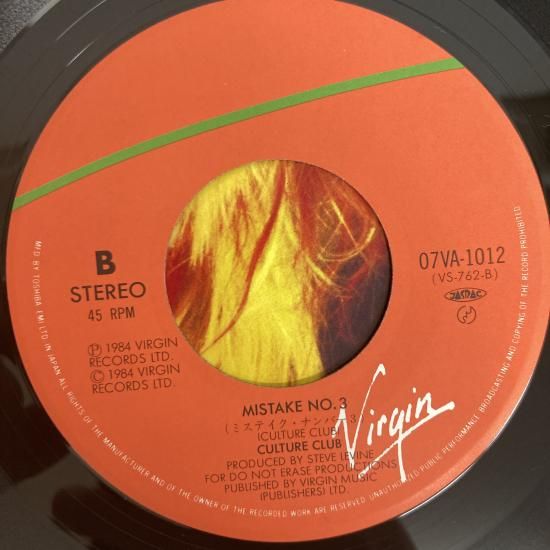 B
STEREO
45 RPM
℗ 1984 VIRGIN
RECORDS LTD.
© 1984 VIRGIN
RECORDS LTD.
07VA-1012
(VS-762-B)
JASRAC
MISTAKE NO.3
(ミステイク・ナンバー3)
(CULTURE CLUB)
CULTURE CLUB
PRODUCED BY STEVE LEVINE
FOR DO NOT ERASE PRODUCTIONS
PUBLISHED BY VIRGIN MUSIC
(PUBLISHERS) LTD.
Virgin
MFD BY TOSHIBA EMI LTD IN JAPAN ALL RIGHTS OF THE MANUFACTURER AND OF THE OWNER OF THE RECORDED WORK ARE RESERVED UNAUTHORIZED PUBLIC PERFORMANCE BROADCASTING AND COPYING OF THE RECORD PROHIBITED